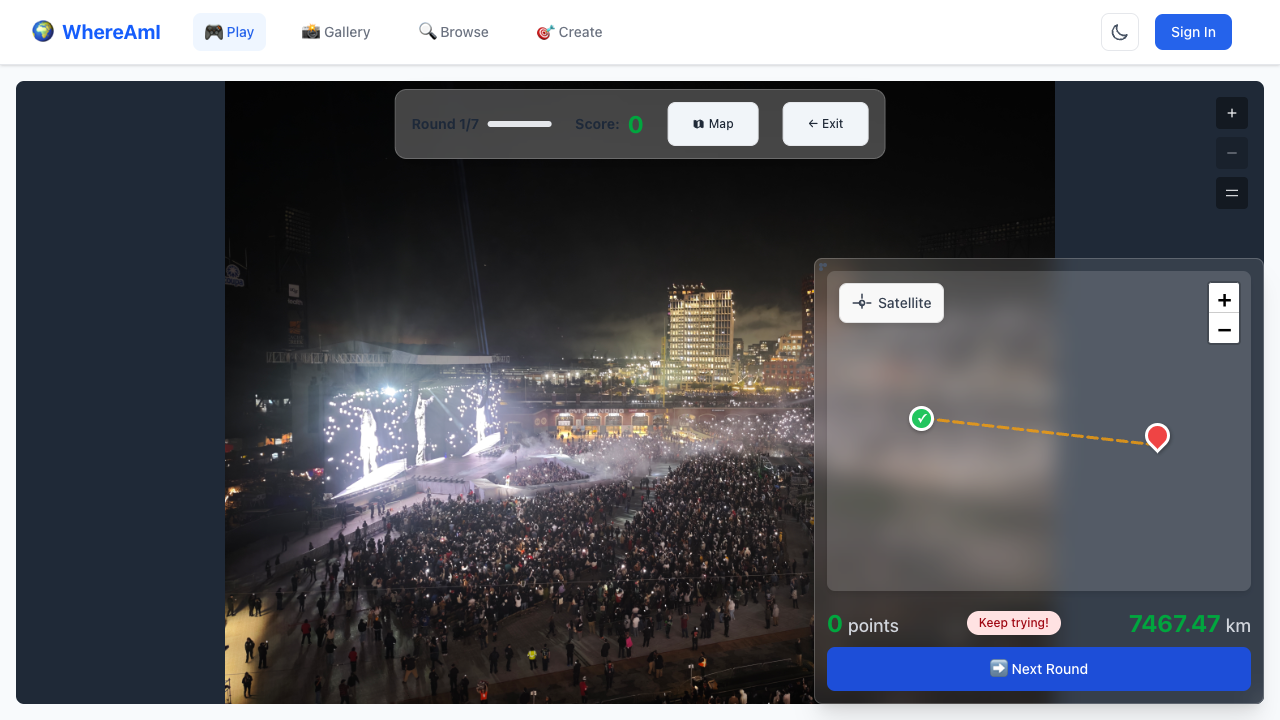 WhereAmI
Play
Gallery
Browse
Create
Sign In
Round 1/7
Score: 0
Map
← Exit
+
−
Satellite
+
−
✓
0 points
Keep trying!
7467.47 km
Next Round